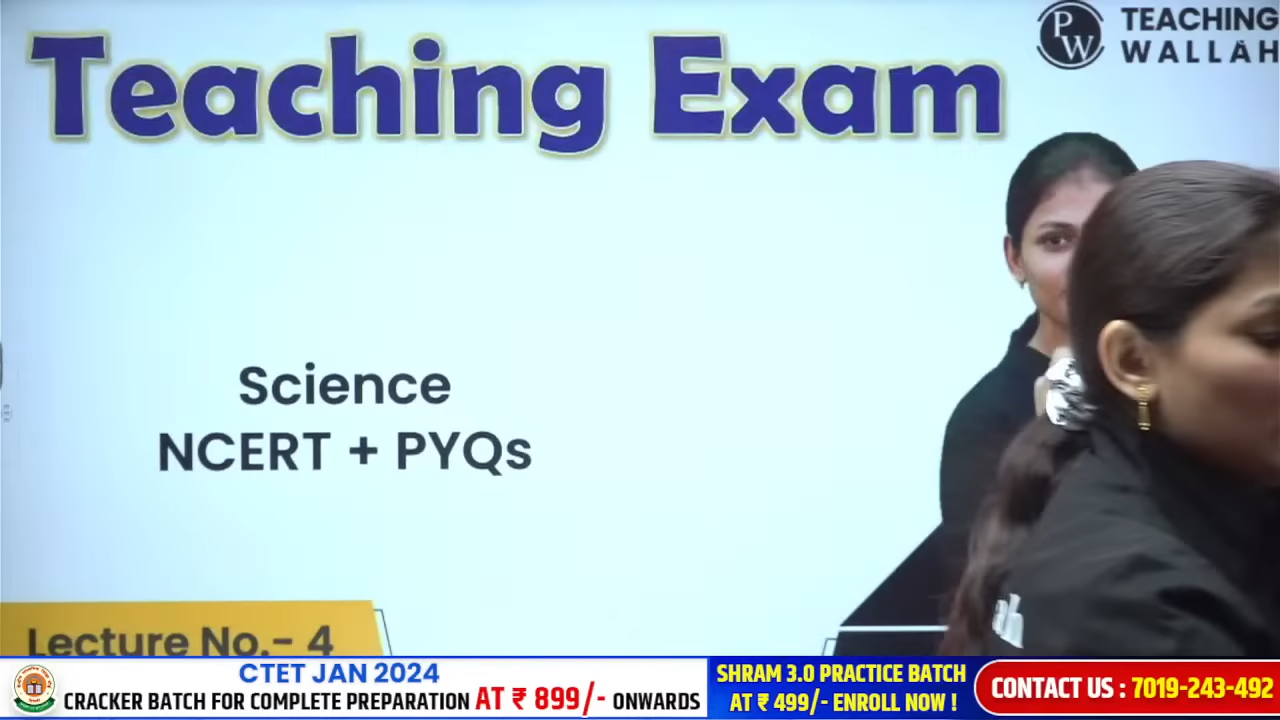 Teaching Exam
PW
TEACHING
WALLAH
Science
NCERT + PYQs
Lecture No.- 4
CTET JAN 2024
CRACKER BATCH FOR COMPLETE PREPARATION AT ₹ 899/- ONWARDS
SHRAM 3.0 PRACTICE BATCH
AT ₹ 499/- ENROLL NOW !
CONTACT US : 7019-243-492